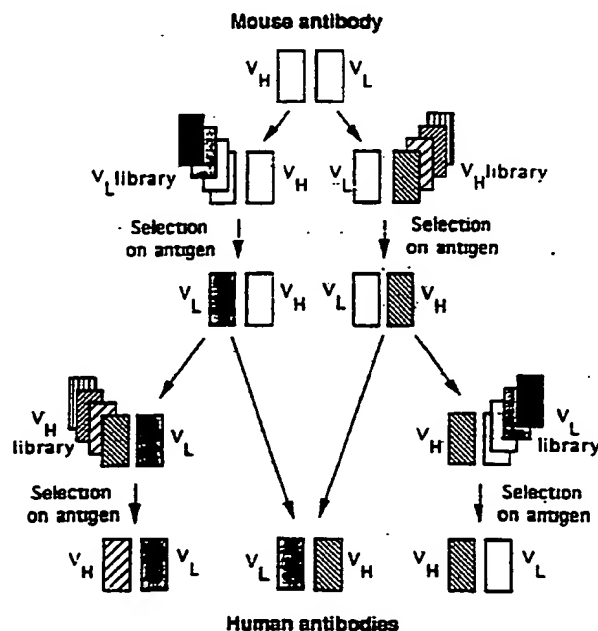 Mouse antibody
V_H V_L
V_L library V_H V_L V_H library
Selection on antigen Selection on antigen
V_L V_H V_L V_H
V_H library V_L V_H V_L library
Selection on antigen Selection on antigen
V_H V_L V_L V_H V_H V_L
Human antibodies